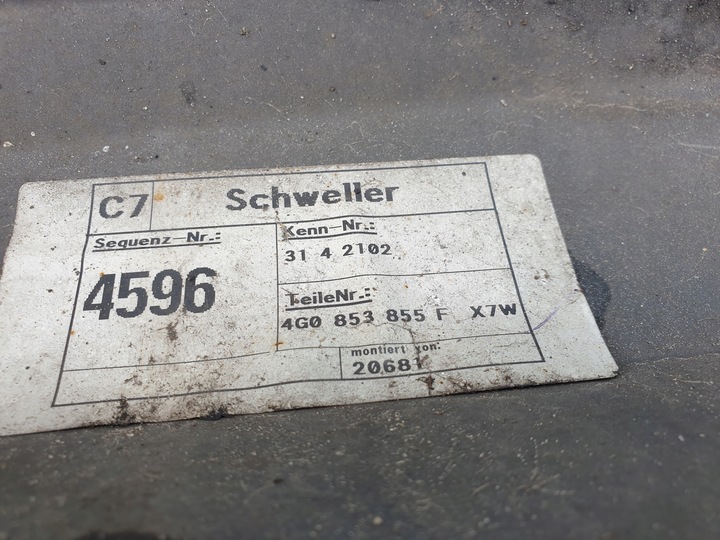 C7 Schweller
Sequenz-Nr.:
4596
Kenn-Nr.:
31 4 2102
TeileNr.:
4G0 853 855 F X7W
montiert von:
20681